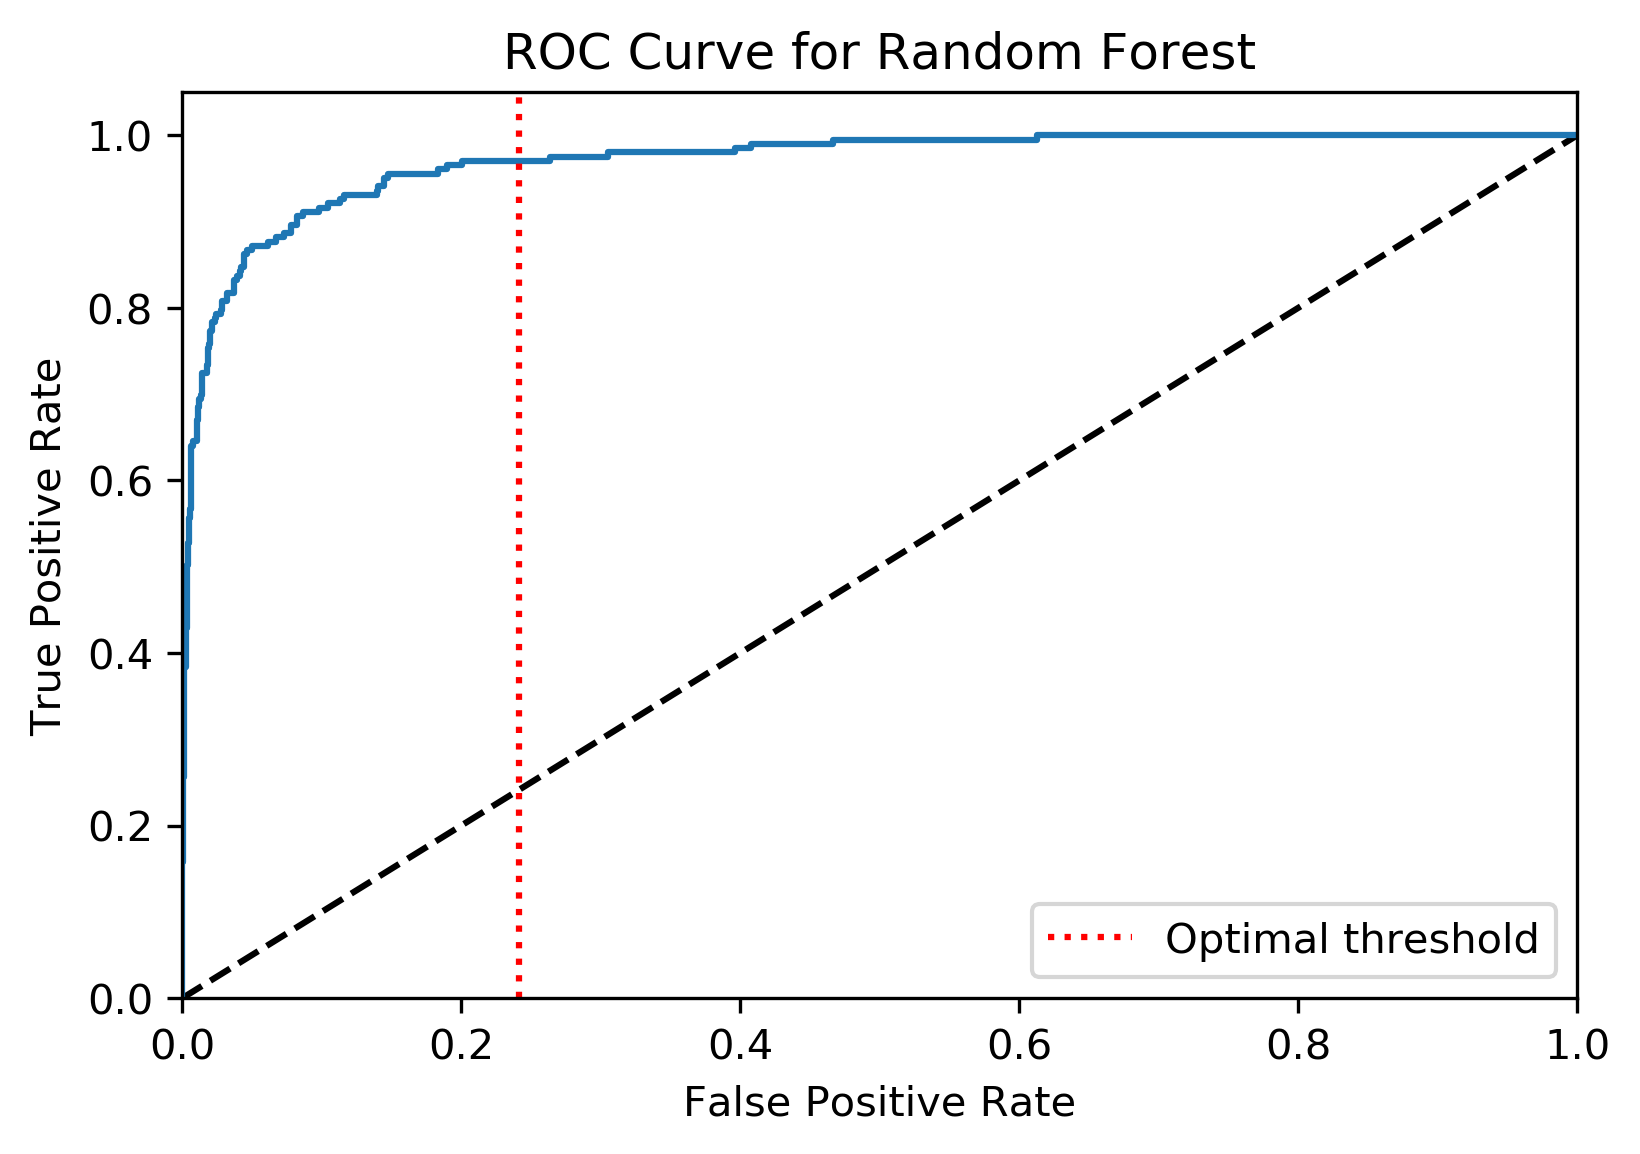 ROC Curve for Random Forest
1.0
0.8
0.6
0.4
0.2
0.0
True Positive Rate
Optimal threshold
0.0 0.2 0.4 0.6 0.8 1.0
False Positive Rate